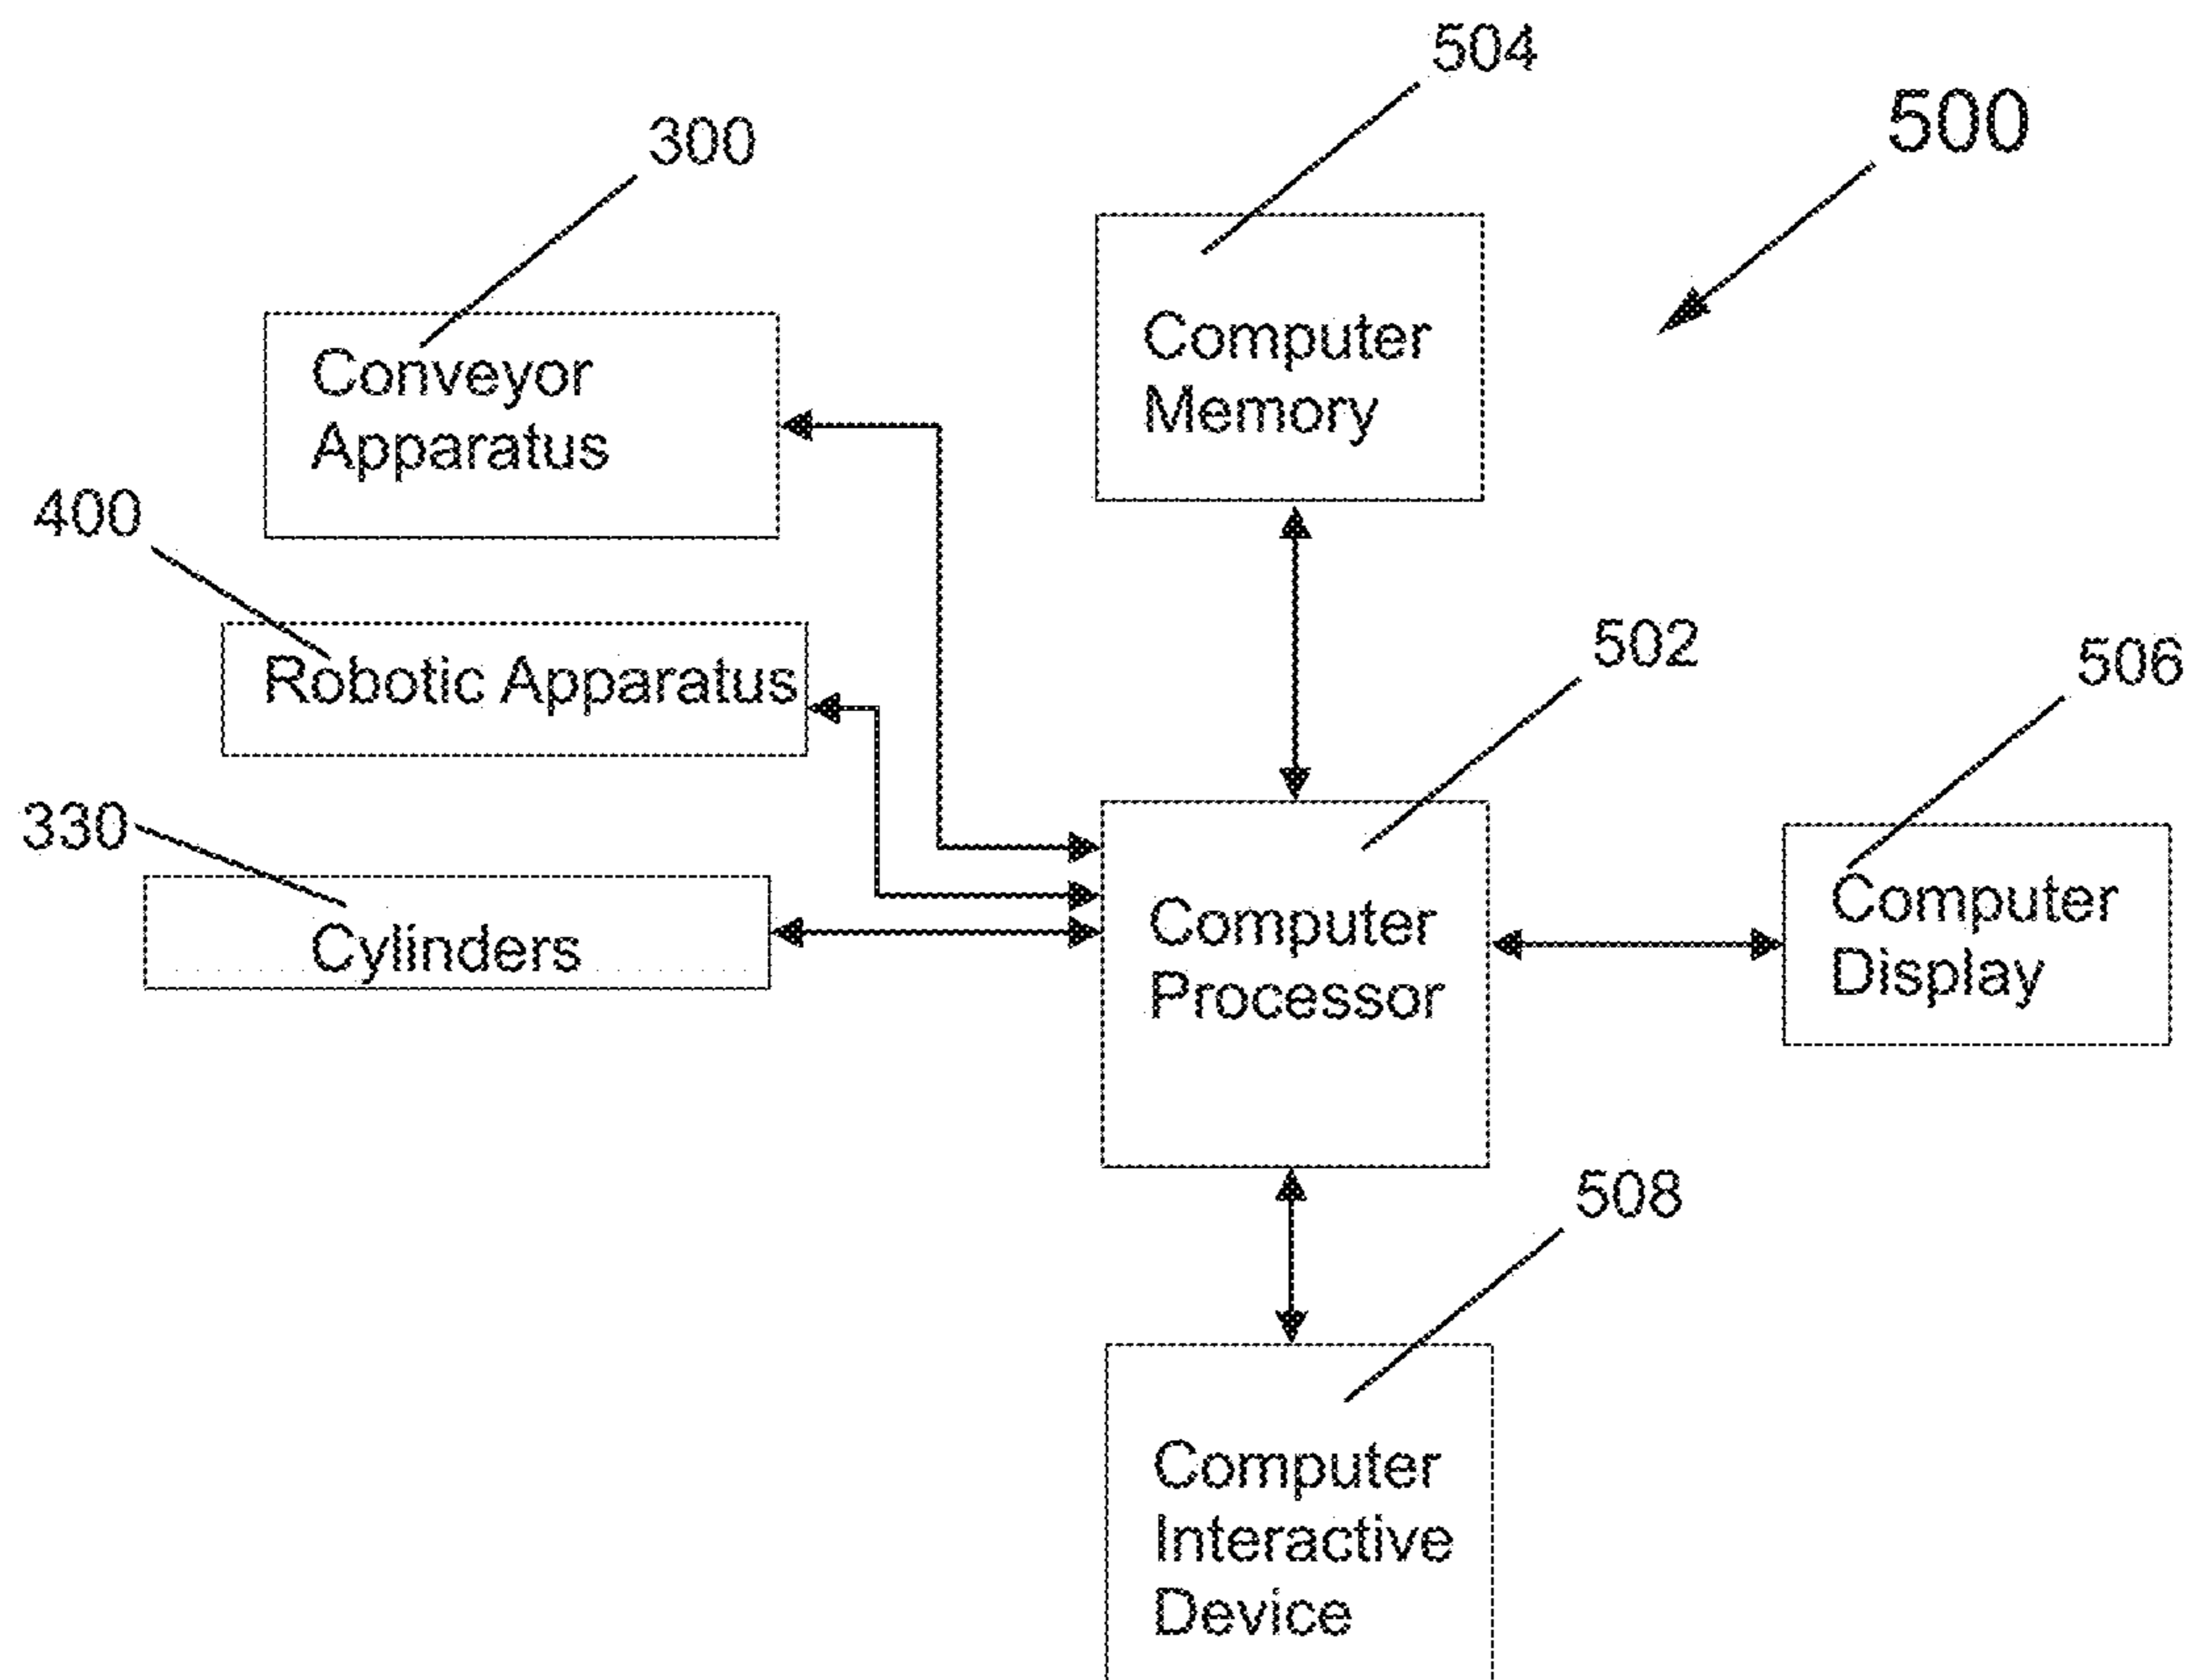 504
500
300
Computer
Memory
Conveyor
Apparatus
400
Robotic Apparatus
502
506
330
Cylinders
Computer
Processor
Computer
Display
508
Computer
Interactive
Device